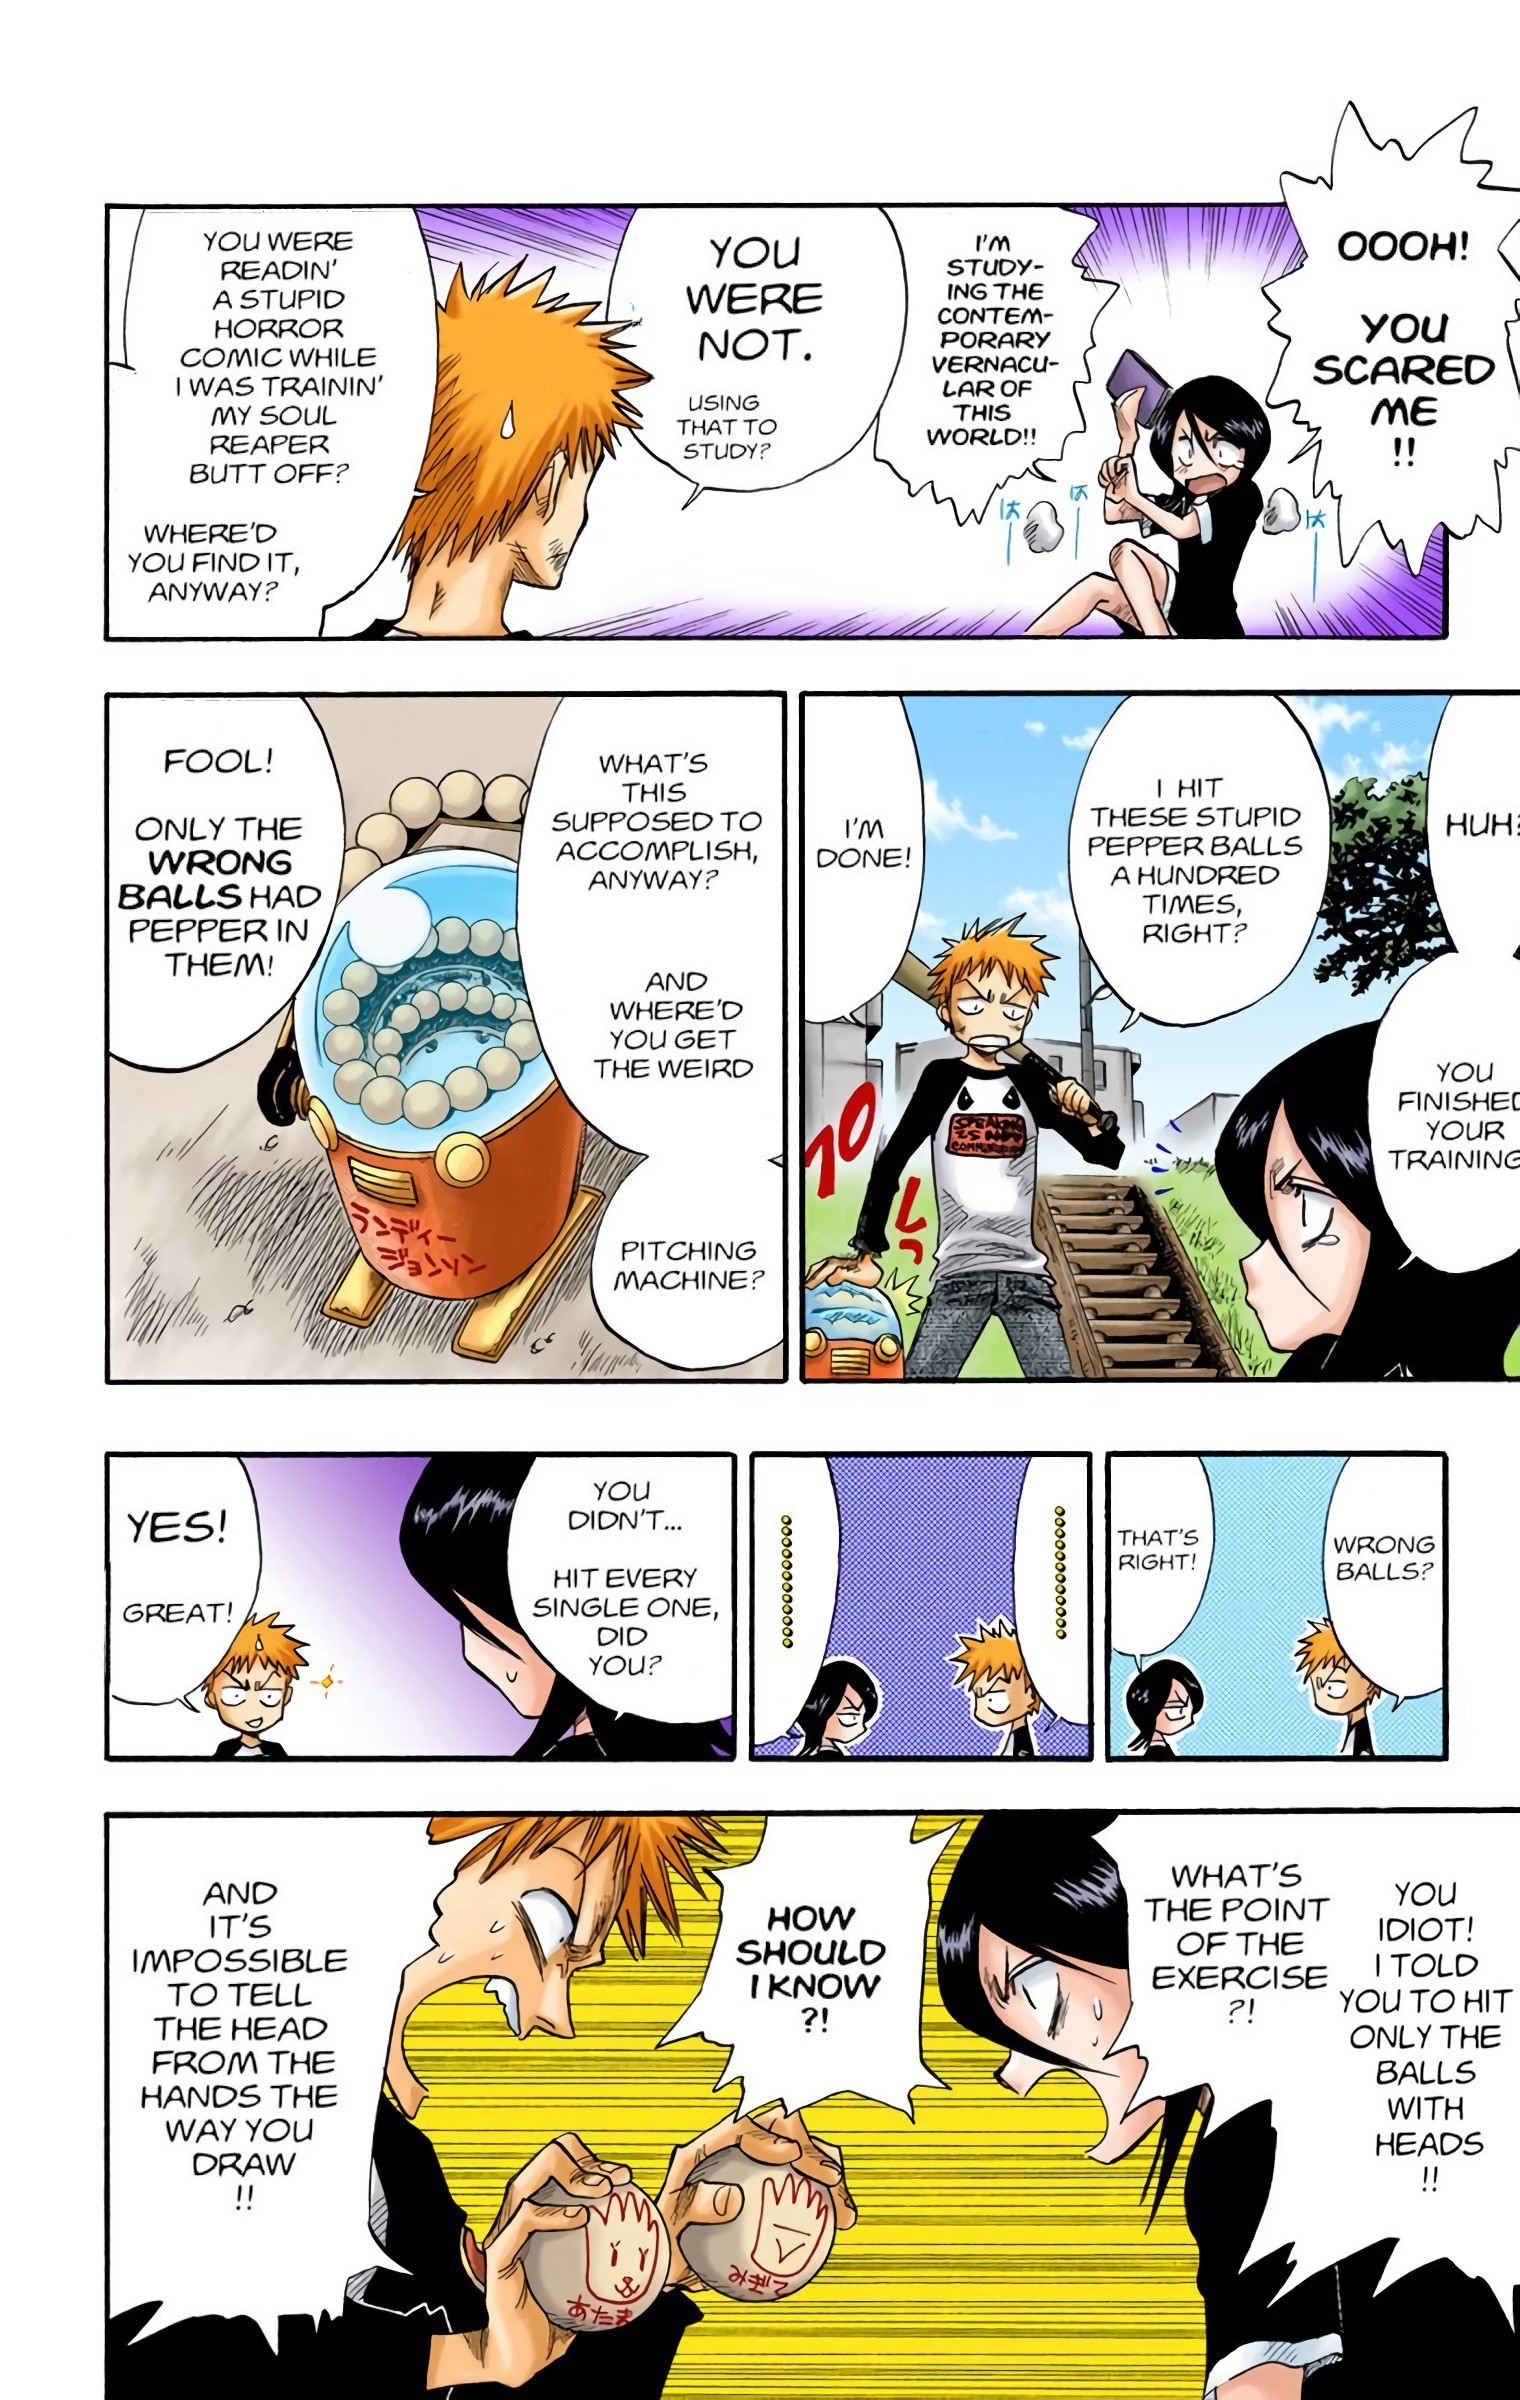 OOOH!
YOU
SCARED
ME
!!
I'M
STUDY-
ING THE
CONTEM-
PORARY
VERNACU-
LAR OF
THIS
WORLD!!
は
は
は
YOU
WERE
NOT.
USING
THAT TO
STUDY?
YOU WERE
READIN'
A STUPID
HORROR
COMIC WHILE
I WAS TRAININ'
MY SOUL
REAPER
BUTT OFF?
WHERE'D
YOU FIND IT,
ANYWAY?
HUH?
YOU
FINISHED
YOUR
TRAINING
I HIT
THESE STUPID
PEPPER BALLS
A HUNDRED
TIMES,
RIGHT?
I'M
DONE!
WHAT'S
THIS
SUPPOSED TO
ACCOMPLISH,
ANYWAY?
AND
WHERE'D
YOU GET
THE WEIRD
PITCHING
MACHINE?
FOOL!
ONLY THE
WRONG
BALLS HAD
PEPPER IN
THEM!
ランディー
ジョンソン
WRONG
BALLS?
THAT'S
RIGHT!
YOU
DIDN'T...
HIT EVERY
SINGLE ONE,
DID
YOU?
YES!
GREAT!
YOU
IDIOT!
I TOLD
YOU TO HIT
ONLY THE
BALLS
WITH
HEADS
!!
WHAT'S
THE POINT
OF THE
EXERCISE
?!
HOW
SHOULD
I KNOW
?!
みぎて
あたま
AND
IT'S
IMPOSSIBLE
TO TELL
THE HEAD
FROM THE
HANDS THE
WAY YOU
DRAW
!!